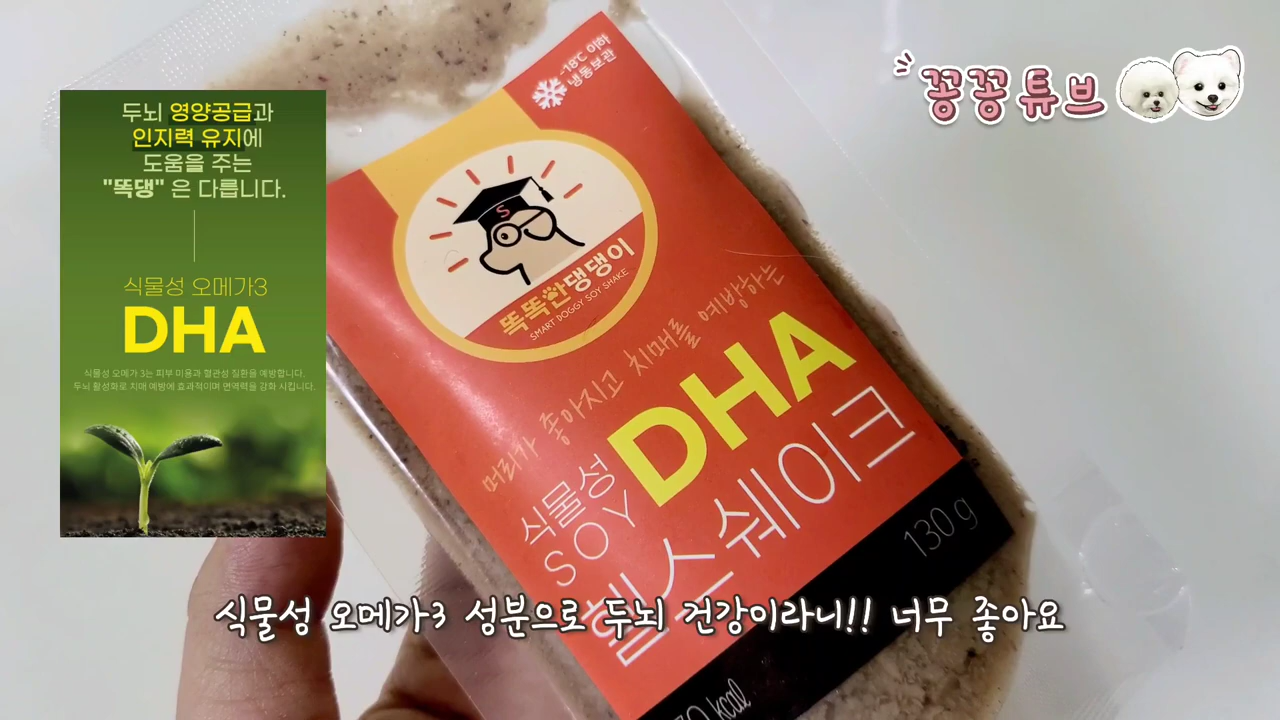 꽁꽁튜브
두뇌 영양공급과
인지력 유지에
도움을 주는
"똑댕" 은 다릅니다.
식물성 오메가3
DHA
식물성 오메가 3는 피부 미용과 혈관성 질환을 예방합니다.
두뇌 활성화로 치매 예방에 효과적이며 면역력을 강화 시킵니다.
-18℃ 이하
냉동보관
S
똑똑한댕댕이
SMART DOGGY SOY SHAKE
머리가 좋아지고 치매를 예방하는
식물성 DHA
SOY
헬스쉐이크
130g
kcal
식물성 오메가3 성분으로 두뇌 건강이라니!! 너무 좋아요